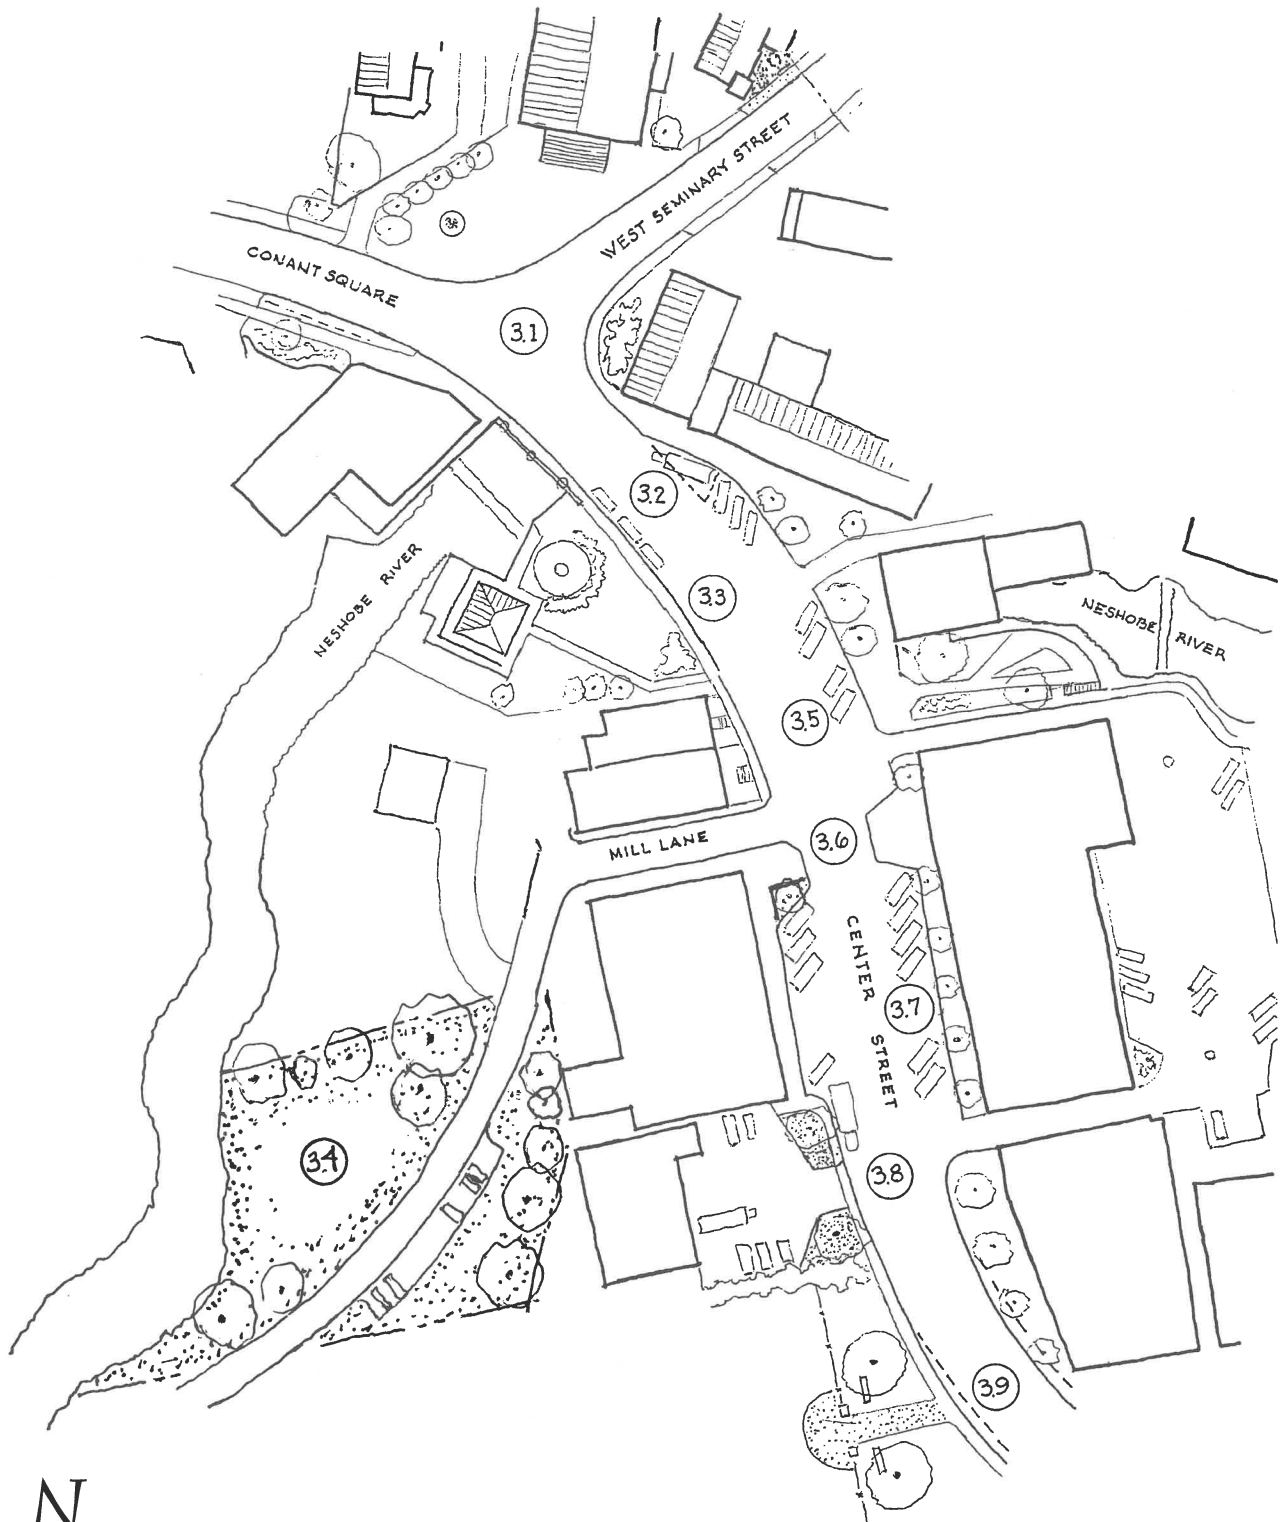 WEST SEMINARY STREET
CONANT SQUARE
3.1
3.2
NESHOBE RIVER
3.3
NESHOBE RIVER
3.5
MILL LANE
3.6
CENTER STREET
3.7
3.4
3.8
3.9
N